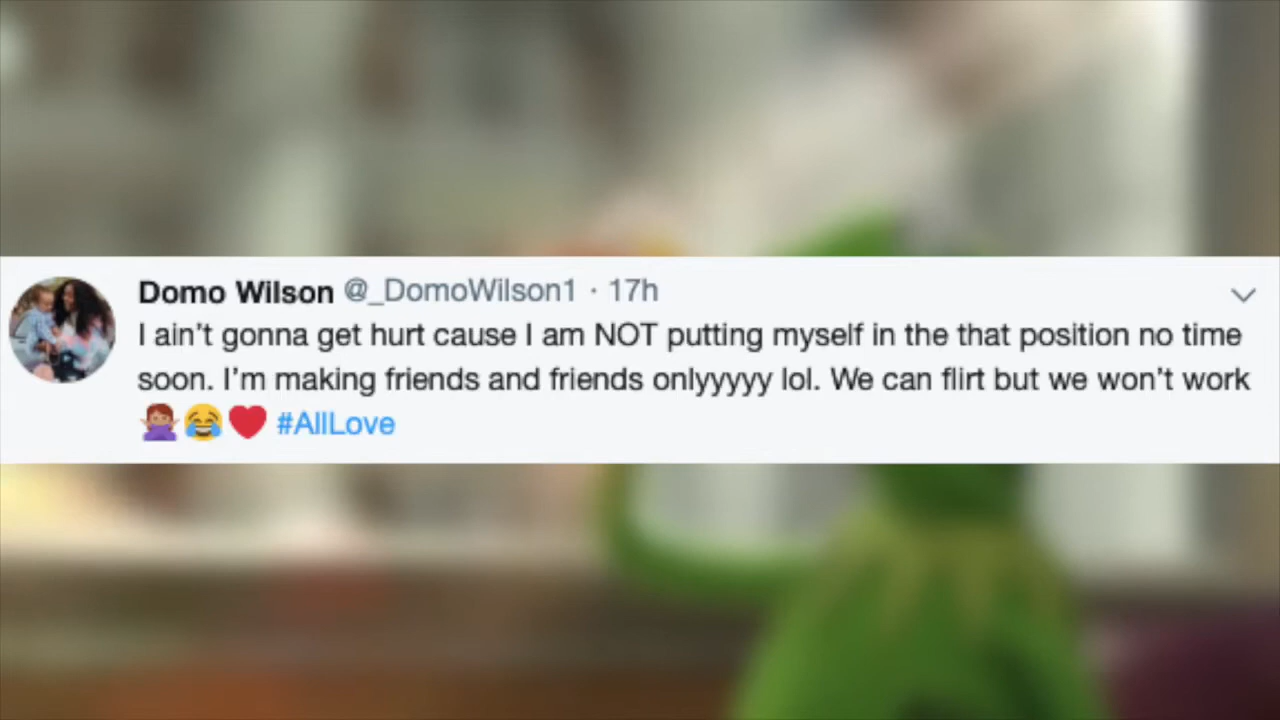 Domo Wilson @_DomoWilson1 · 17h
I ain't gonna get hurt cause I am NOT putting myself in the that position no time
soon. I'm making friends and friends onlyyyyy lol. We can flirt but we won't work
🙅🏽‍♀️😂❤️ #AllLove